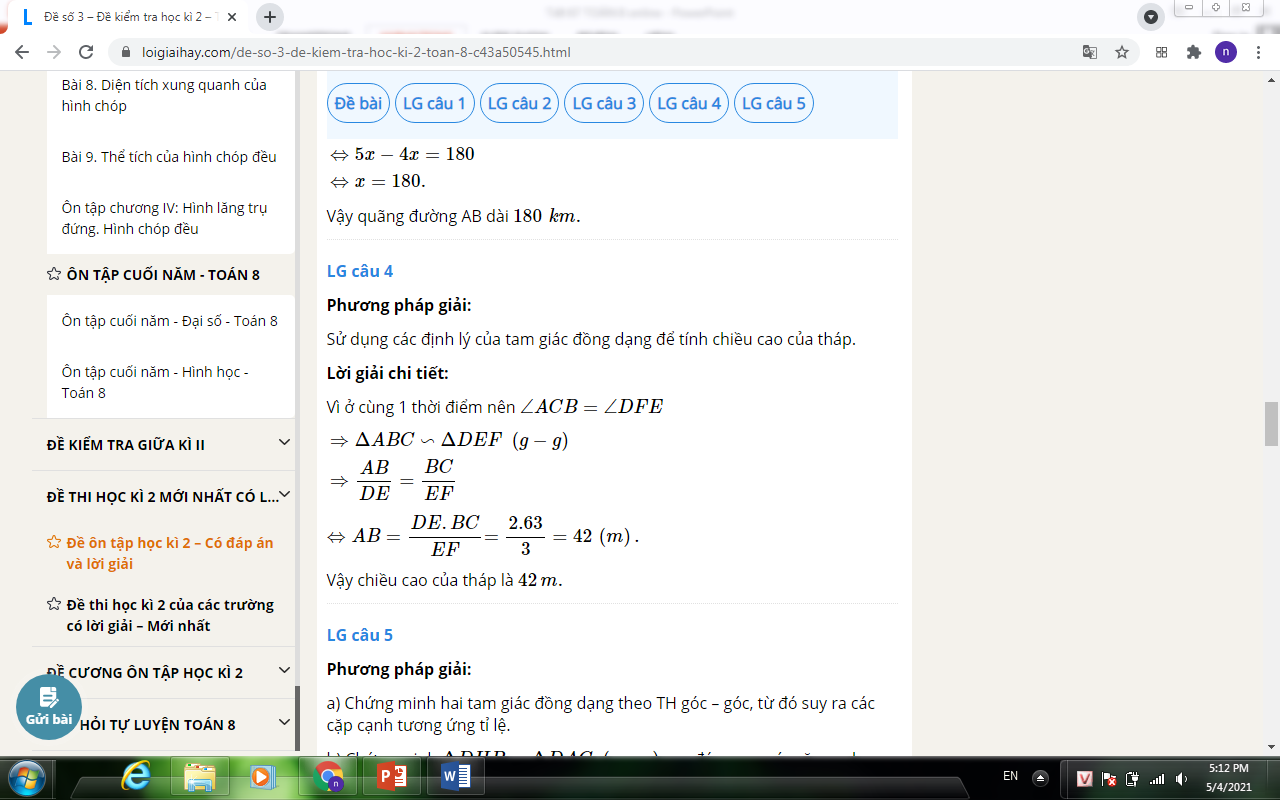 Đề số 3 – Đề kiểm tra học kì 2 –
loigiaihay.com/de-so-3-de-kiem-tra-hoc-ki-2-toan-8-c43a50545.html
n
Bài 8. Diện tích xung quanh của
hình chóp
Bài 9. Thể tích của hình chóp đều
Ôn tập chương IV: Hình lăng trụ
đứng. Hình chóp đều
ÔN TẬP CUỐI NĂM - TOÁN 8
Ôn tập cuối năm - Đại số - Toán 8
Ôn tập cuối năm - Hình học -
Toán 8
ĐỀ KIỂM TRA GIỮA KÌ II
ĐỀ THI HỌC KÌ 2 MỚI NHẤT CÓ L...
Đề ôn tập học kì 2 – Có đáp án
và lời giải
Đề thi học kì 2 của các trường
có lời giải – Mới nhất
ĐỀ CƯƠNG ÔN TẬP HỌC KÌ 2
HỎI TỰ LUYỆN TOÁN 8
Gửi bài
Đề bài LG câu 1 LG câu 2 LG câu 3 LG câu 4 LG câu 5
⇔ 5x − 4x = 180
⇔ x = 180.
Vậy quãng đường AB dài 180 km.
LG câu 4
Phương pháp giải:
Sử dụng các định lý của tam giác đồng dạng để tính chiều cao của tháp.
Lời giải chi tiết:
Vì ở cùng 1 thời điểm nên ∠ACB = ∠DFE
⇒ ΔABC ∽ ΔDEF (g − g)
⇒ AB/DE = BC/EF
⇔ AB = DE.BC/EF = 2.63/3 = 42 (m).
Vậy chiều cao của tháp là 42 m.
LG câu 5
Phương pháp giải:
a) Chứng minh hai tam giác đồng dạng theo TH góc – góc, từ đó suy ra các
cặp cạnh tương ứng tỉ lệ.
EN
5:12 PM
5/4/2021